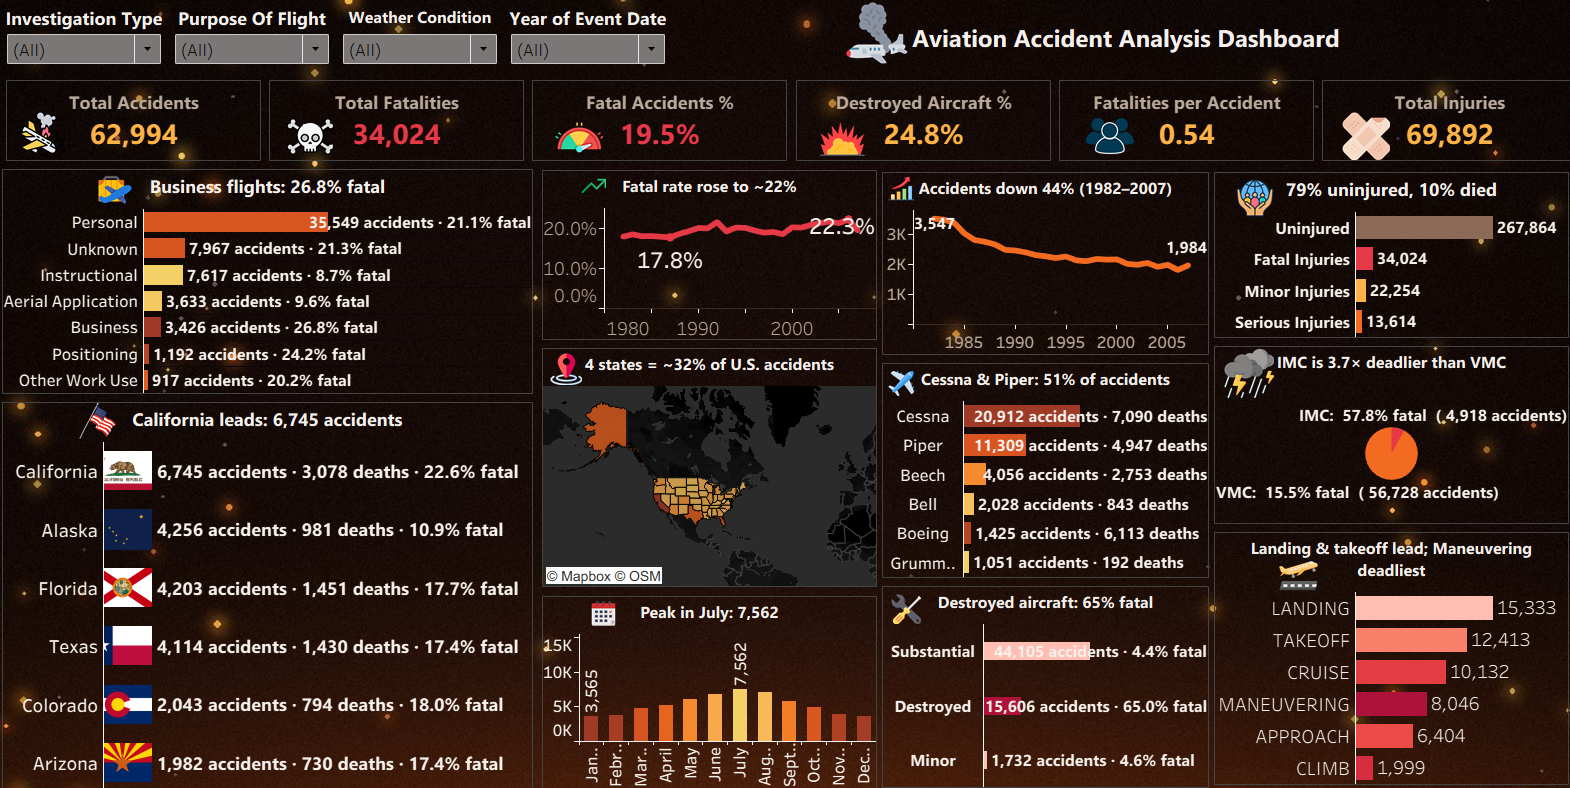 Investigation Type
Purpose Of Flight
Weather Condition
Year of Event Date
(All)
(All)
(All)
(All)
Aviation Accident Analysis Dashboard
Total Accidents
62,994
Total Fatalities
34,024
Fatal Accidents %
19.5%
Destroyed Aircraft %
24.8%
Fatalities per Accident
0.54
Total Injuries
69,892
Business flights: 26.8% fatal
Personal 35,549 accidents · 21.1% fatal
Unknown 7,967 accidents · 21.3% fatal
Instructional 7,617 accidents · 8.7% fatal
Aerial Application 3,633 accidents · 9.6% fatal
Business 3,426 accidents · 26.8% fatal
Positioning 1,192 accidents · 24.2% fatal
Other Work Use 917 accidents · 20.2% fatal
California leads: 6,745 accidents
CALIFORNIA REPUBLIC
California 6,745 accidents · 3,078 deaths · 22.6% fatal
Alaska 4,256 accidents · 981 deaths · 10.9% fatal
Florida 4,203 accidents · 1,451 deaths · 17.7% fatal
Texas 4,114 accidents · 1,430 deaths · 17.4% fatal
Colorado 2,043 accidents · 794 deaths · 18.0% fatal
Arizona 1,982 accidents · 730 deaths · 17.4% fatal
Fatal rate rose to ~22%
20.0%
10.0%
0.0%
22.3%
17.8%
1980 1990 2000
4 states = ~32% of U.S. accidents
© Mapbox © OSM
Peak in July: 7,562
15K
10K
5K
0K
3,565
7,562
Jan..
Febr..
Mar..
April
May
June
July
Aug..
Sept..
Oct..
Nov..
Dec..
Accidents down 44% (1982–2007)
3,547
3K
2K
1K
1,984
1985 1990 1995 2000 2005
Cessna & Piper: 51% of accidents
Cessna 20,912 accidents · 7,090 deaths
Piper 11,309 accidents · 4,947 deaths
Beech 4,056 accidents · 2,753 deaths
Bell 2,028 accidents · 843 deaths
Boeing 1,425 accidents · 6,113 deaths
Grumm.. 1,051 accidents · 192 deaths
Destroyed aircraft: 65% fatal
Substantial 44,105 accidents · 4.4% fatal
Destroyed 15,606 accidents · 65.0% fatal
Minor 1,732 accidents · 4.6% fatal
79% uninjured, 10% died
Uninjured 267,864
Fatal Injuries 34,024
Minor Injuries 22,254
Serious Injuries 13,614
IMC is 3.7× deadlier than VMC
IMC: 57.8% fatal (4,918 accidents)
VMC: 15.5% fatal ( 56,728 accidents)
Landing & takeoff lead; Maneuvering
deadliest
LANDING 15,333
TAKEOFF 12,413
CRUISE 10,132
MANEUVERING 8,046
APPROACH 6,404
CLIMB 1,999